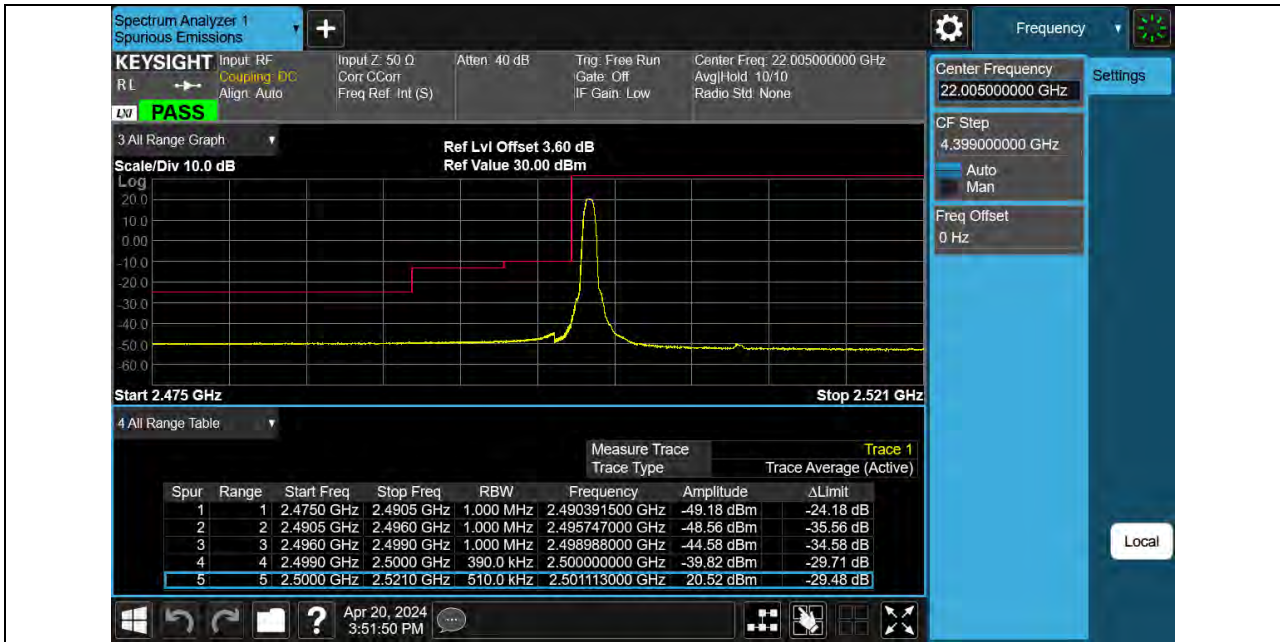 Spectrum Analyzer 1
Spurious Emissions
Frequency
KEYSIGHT Input: RF Input Z: 50 Ω Atten: 40 dB Trig: Free Run Center Freq: 22.005000000 GHz
RL Coupling: DC Corr CCorr Gate: Off Avg|Hold: 10/10
Align: Auto Freq Ref: Int (S) IF Gain: Low Radio Std: None
LXI PASS
Center Frequency
22.005000000 GHz
Settings
CF Step
4.399000000 GHz
Auto
Man
Freq Offset
0 Hz
3 All Range Graph
Ref Lvl Offset 3.60 dB
Scale/Div 10.0 dB Ref Value 30.00 dBm
Log
20.0
10.0
0.00
-10.0
-20.0
-30.0
-40.0
-50.0
-60.0
Start 2.475 GHz Stop 2.521 GHz
4 All Range Table
Measure Trace Trace 1
Trace Type Trace Average (Active)
Spur Range Start Freq Stop Freq RBW Frequency Amplitude ΔLimit
1 1 2.4750 GHz 2.4905 GHz 1.000 MHz 2.490391500 GHz -49.18 dBm -24.18 dB
2 2 2.4905 GHz 2.4960 GHz 1.000 MHz 2.495747000 GHz -48.56 dBm -35.56 dB
3 3 2.4960 GHz 2.4990 GHz 1.000 MHz 2.498988000 GHz -44.58 dBm -34.58 dB
4 4 2.4990 GHz 2.5000 GHz 390.0 kHz 2.500000000 GHz -39.82 dBm -29.71 dB
5 5 2.5000 GHz 2.5210 GHz 510.0 kHz 2.501113000 GHz 20.52 dBm -29.48 dB
Local
Apr 20, 2024
3:51:50 PM